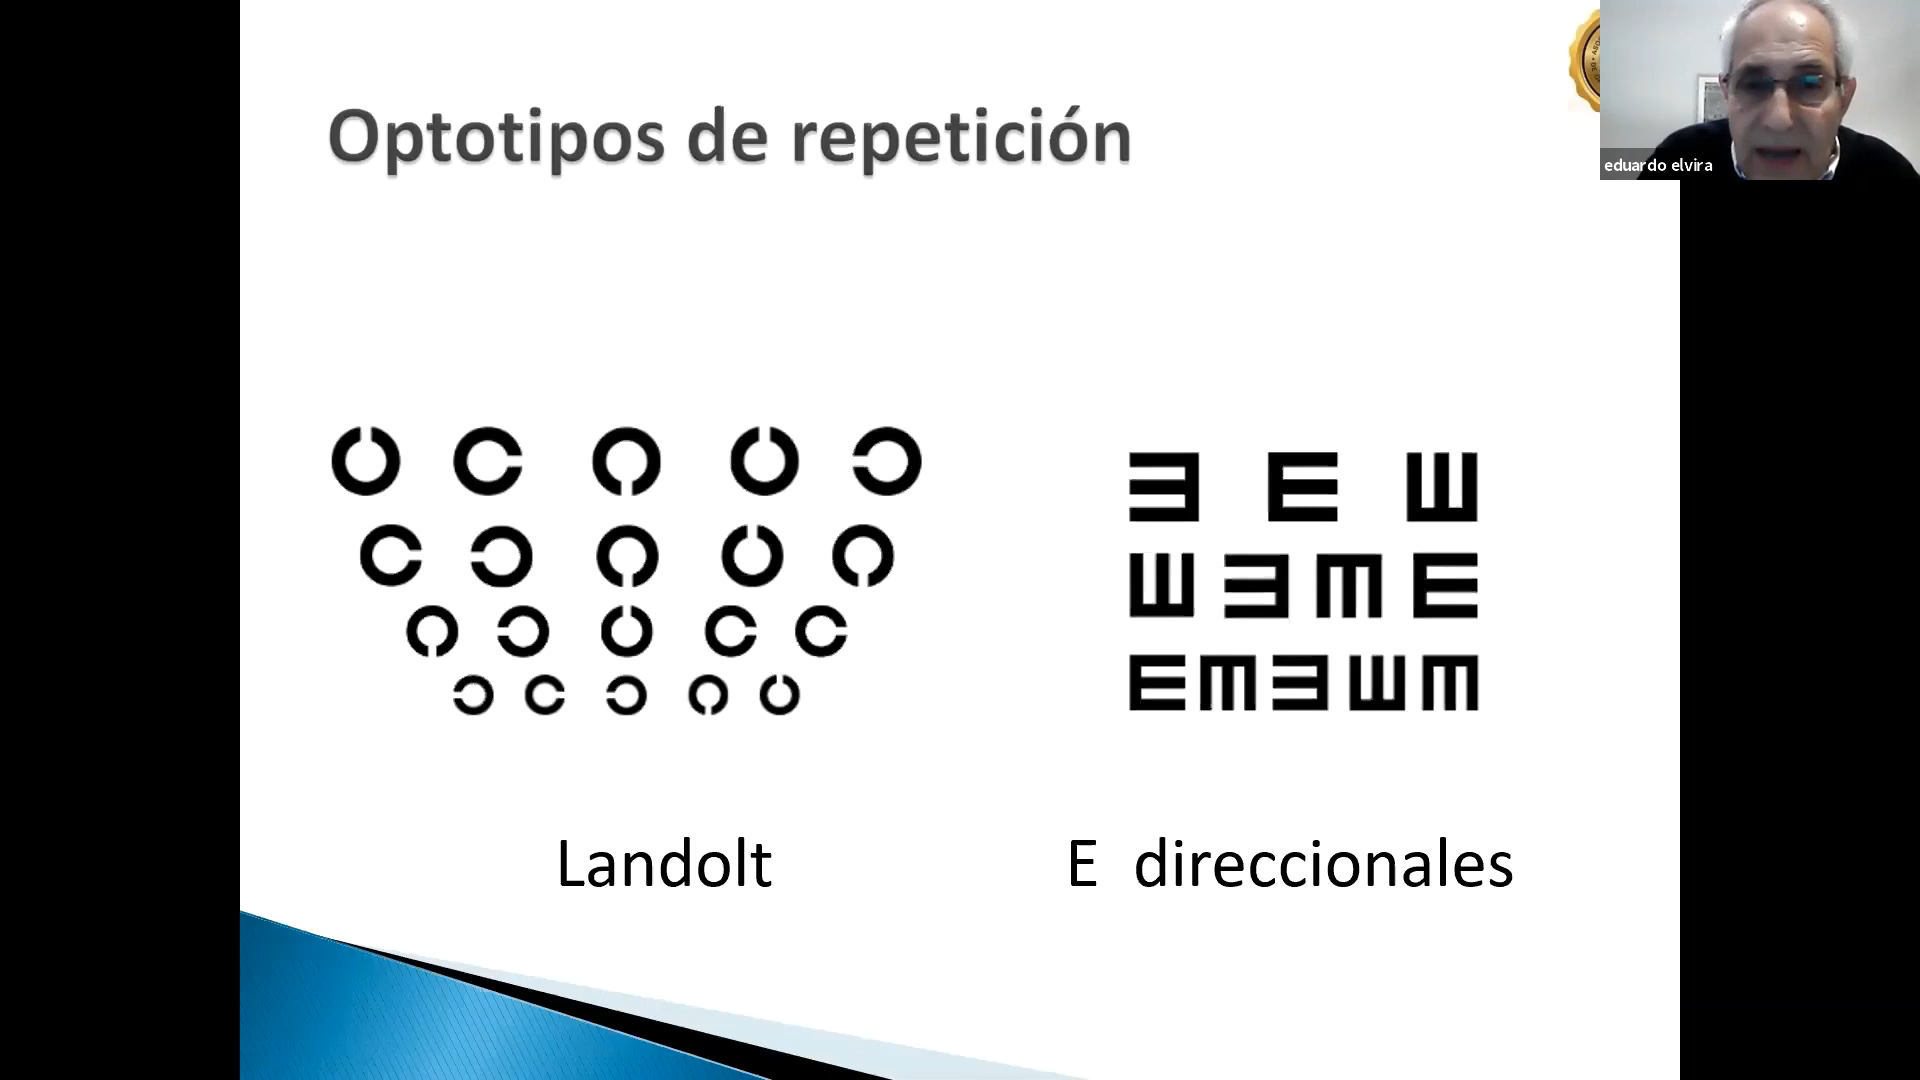 Optotipos de repetición
eduardo elvira
Landolt
E direccionales